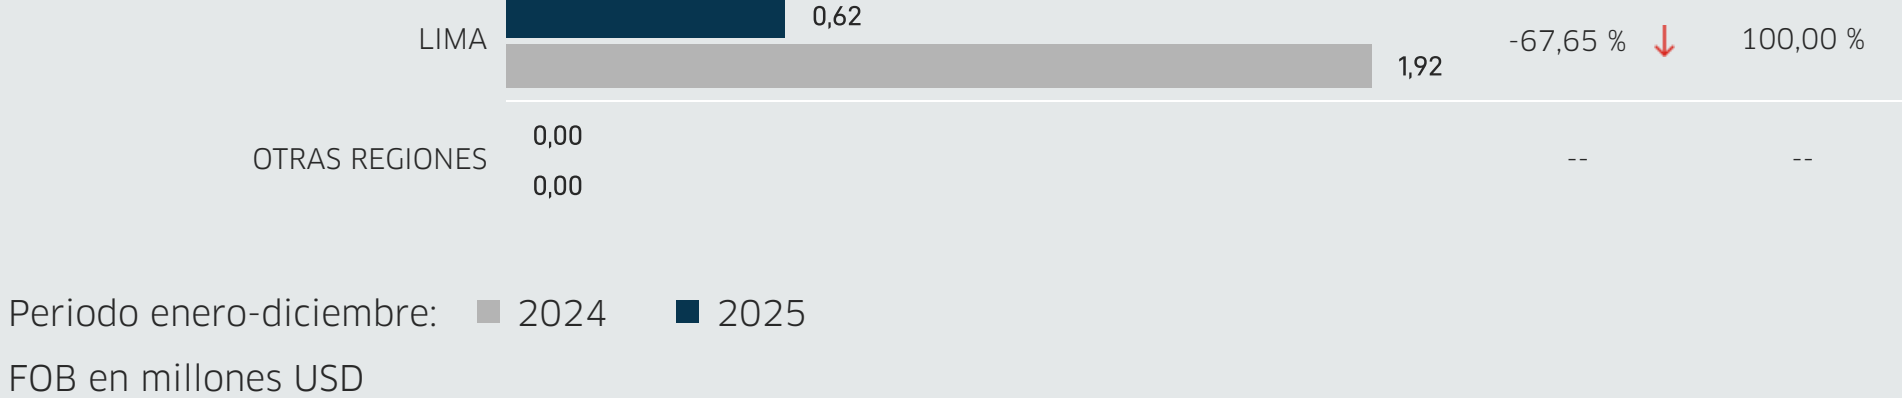 0,62
LIMA
-67,65 %
100,00 %
1,92
0,00
OTRAS REGIONES
--
--
0,00
Periodo enero-diciembre: 2024 2025
FOB en millones USD